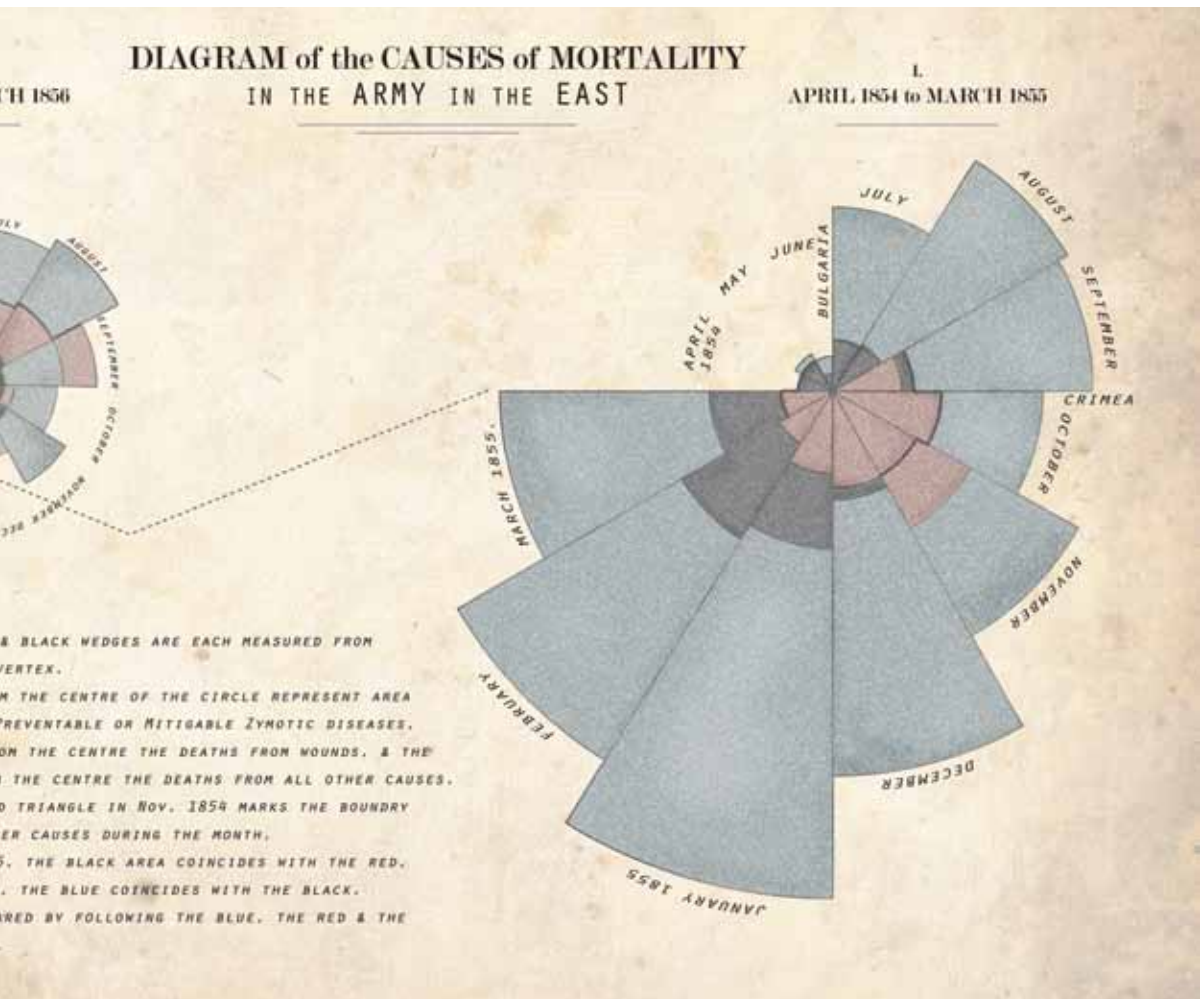 DIAGRAM of the CAUSES of MORTALITY
IN THE ARMY IN THE EAST
CH 1856
I.
APRIL 1854 to MARCH 1855
JULY
AUGUST
SEPTEMBER
CRIMEA
OCTOBER
NOVEMBER
DECEMBER
JANUARY 1855
FEBRUARY
MARCH 1855.
APRIL
1854
MAY
JUNE
BULGARIA
ULY
AUGUST
SEPTEMBER
OCTOBER
NOVEMBER
DEC
& BLACK WEDGES ARE EACH MEASURED FROM
VERTEX.
M THE CENTRE OF THE CIRCLE REPRESENT AREA
PREVENTABLE OR MITIGABLE ZYMOTIC DISEASES.
OM THE CENTRE THE DEATHS FROM WOUNDS. & THE
THE CENTRE THE DEATHS FROM ALL OTHER CAUSES.
D TRIANGLE IN NOV. 1854 MARKS THE BOUNDRY
ER CAUSES DURING THE MONTH.
. THE BLACK AREA COINCIDES WITH THE RED.
. THE BLUE COINCIDES WITH THE BLACK.
ARED BY FOLLOWING THE BLUE. THE RED & THE